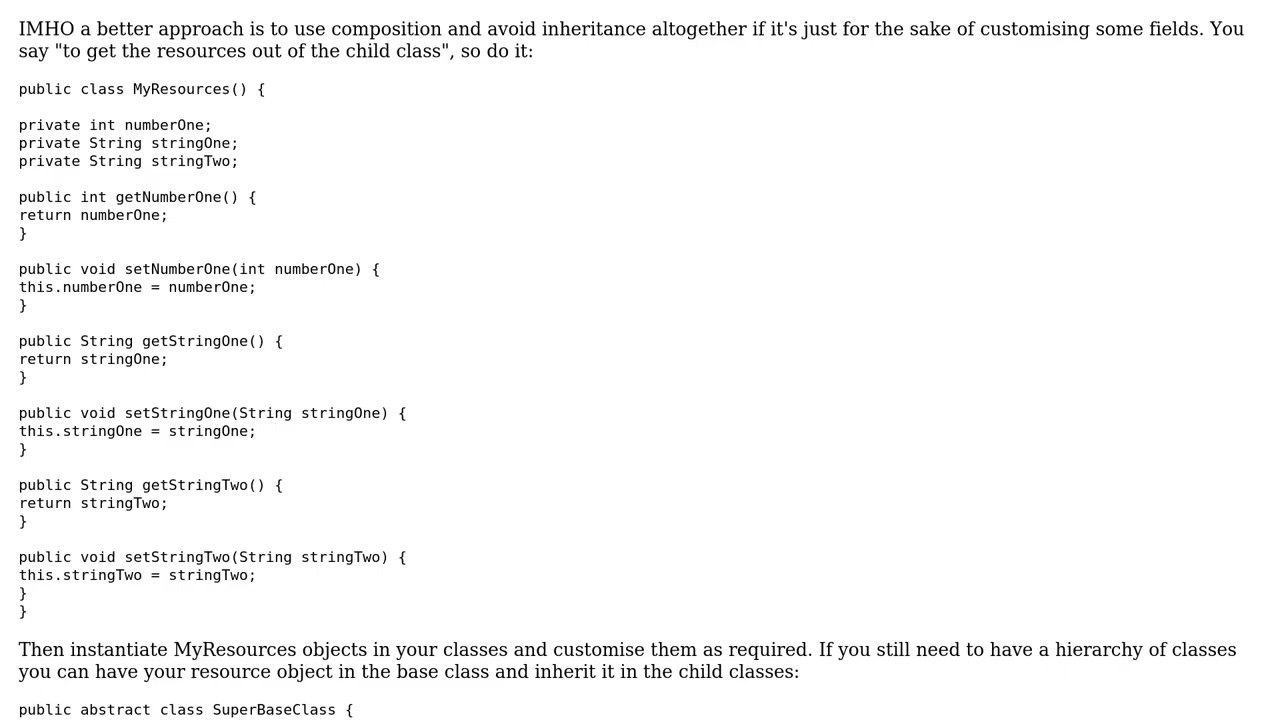 IMHO a better approach is to use composition and avoid inheritance altogether if it's just for the sake of customising some fields. You
say "to get the resources out of the child class", so do it:
public class MyResources() {
private int numberOne;
private String stringOne;
private String stringTwo;
public int getNumberOne() {
return numberOne;
}
public void setNumberOne(int numberOne) {
this.numberOne = numberOne;
}
public String getStringOne() {
return stringOne;
}
public void setStringOne(String stringOne) {
this.stringOne = stringOne;
}
public String getStringTwo() {
return stringTwo;
}
public void setStringTwo(String stringTwo) {
this.stringTwo = stringTwo;
}
}
Then instantiate MyResources objects in your classes and customise them as required. If you still need to have a hierarchy of classes
you can have your resource object in the base class and inherit it in the child classes:
public abstract class SuperBaseClass {